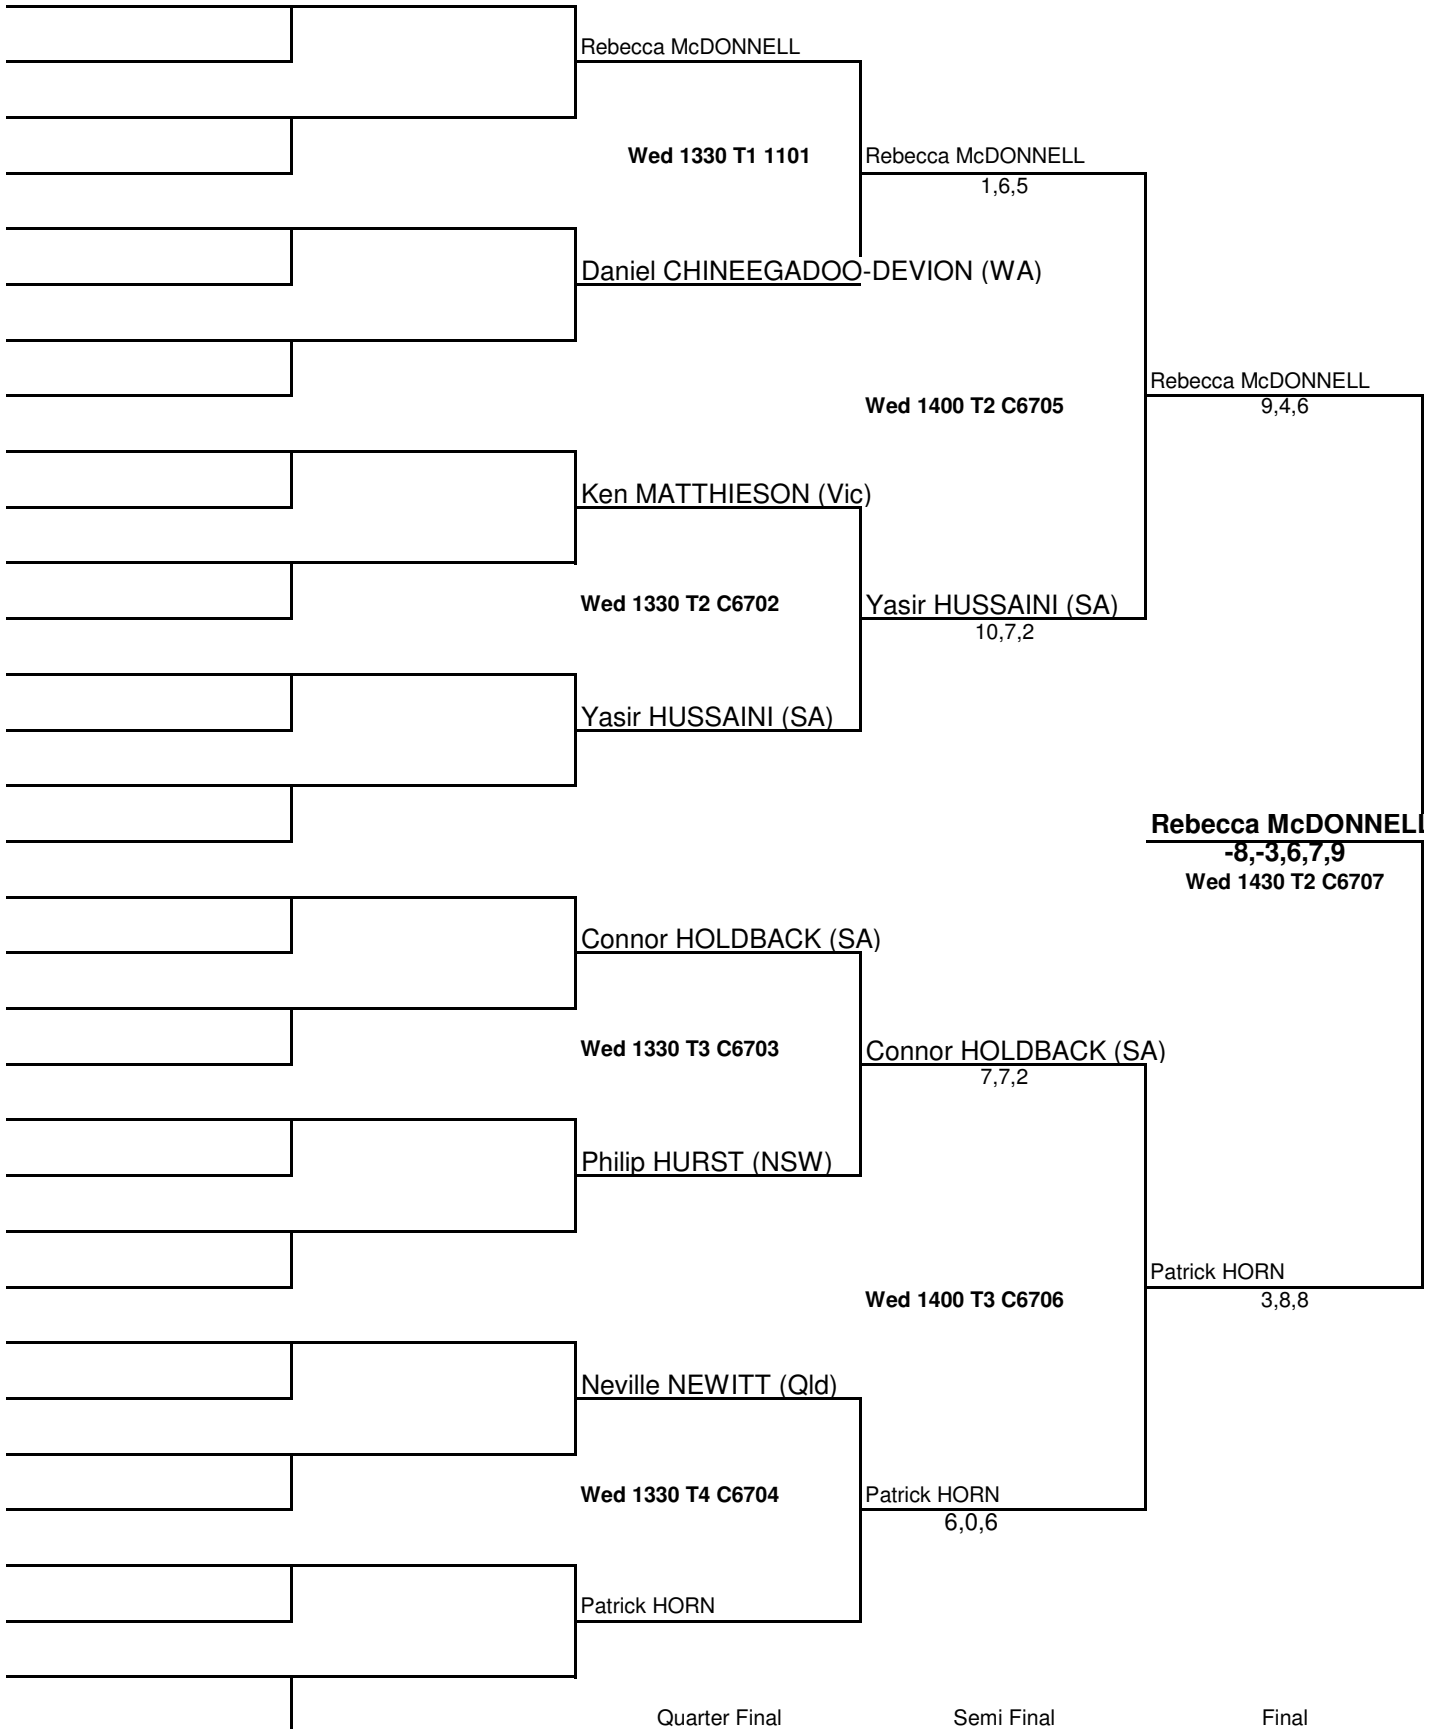 Rebecca McDONNELL
Wed 1330 T1 1101
Rebecca McDONNELL
1,6,5
Daniel CHINEEGADOO-DEVION (WA)
Rebecca McDONNELL
Wed 1400 T2 C6705
9,4,6
Ken MATTHIESON (Vic)
Wed 1330 T2 C6702
Yasir HUSSAINI (SA)
10,7,2
Yasir HUSSAINI (SA)
Rebecca McDONNELL
-8,-3,6,7,9
Wed 1430 T2 C6707
Connor HOLDBACK (SA)
Wed 1330 T3 C6703
Connor HOLDBACK (SA)
7,7,2
Philip HURST (NSW)
Patrick HORN
Wed 1400 T3 C6706
3,8,8
Neville NEWITT (Qld)
Wed 1330 T4 C6704
Patrick HORN
6,0,6
Patrick HORN
Quarter Final Semi Final Final